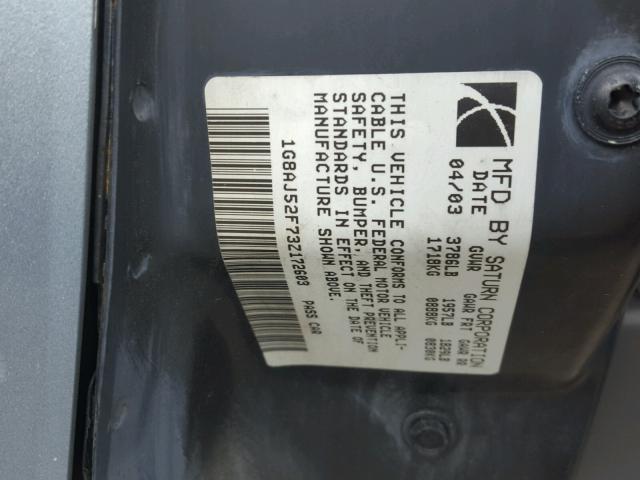 MFD BY SATURN CORPORATION
DATE GVWR GAWR FRT GAWR RR
04/03 3786LB 1957LB 1829LB
1718KG 0888KG 0830KG
THIS VEHICLE CONFORMS TO ALL APPLI-
CABLE U.S. FEDERAL MOTOR VEHICLE
SAFETY, BUMPER, AND THEFT PREVENTION
STANDARDS IN EFFECT ON THE DATE OF
MANUFACTURE SHOWN ABOVE.
1G8AJ52F73Z172603 PASS CAR